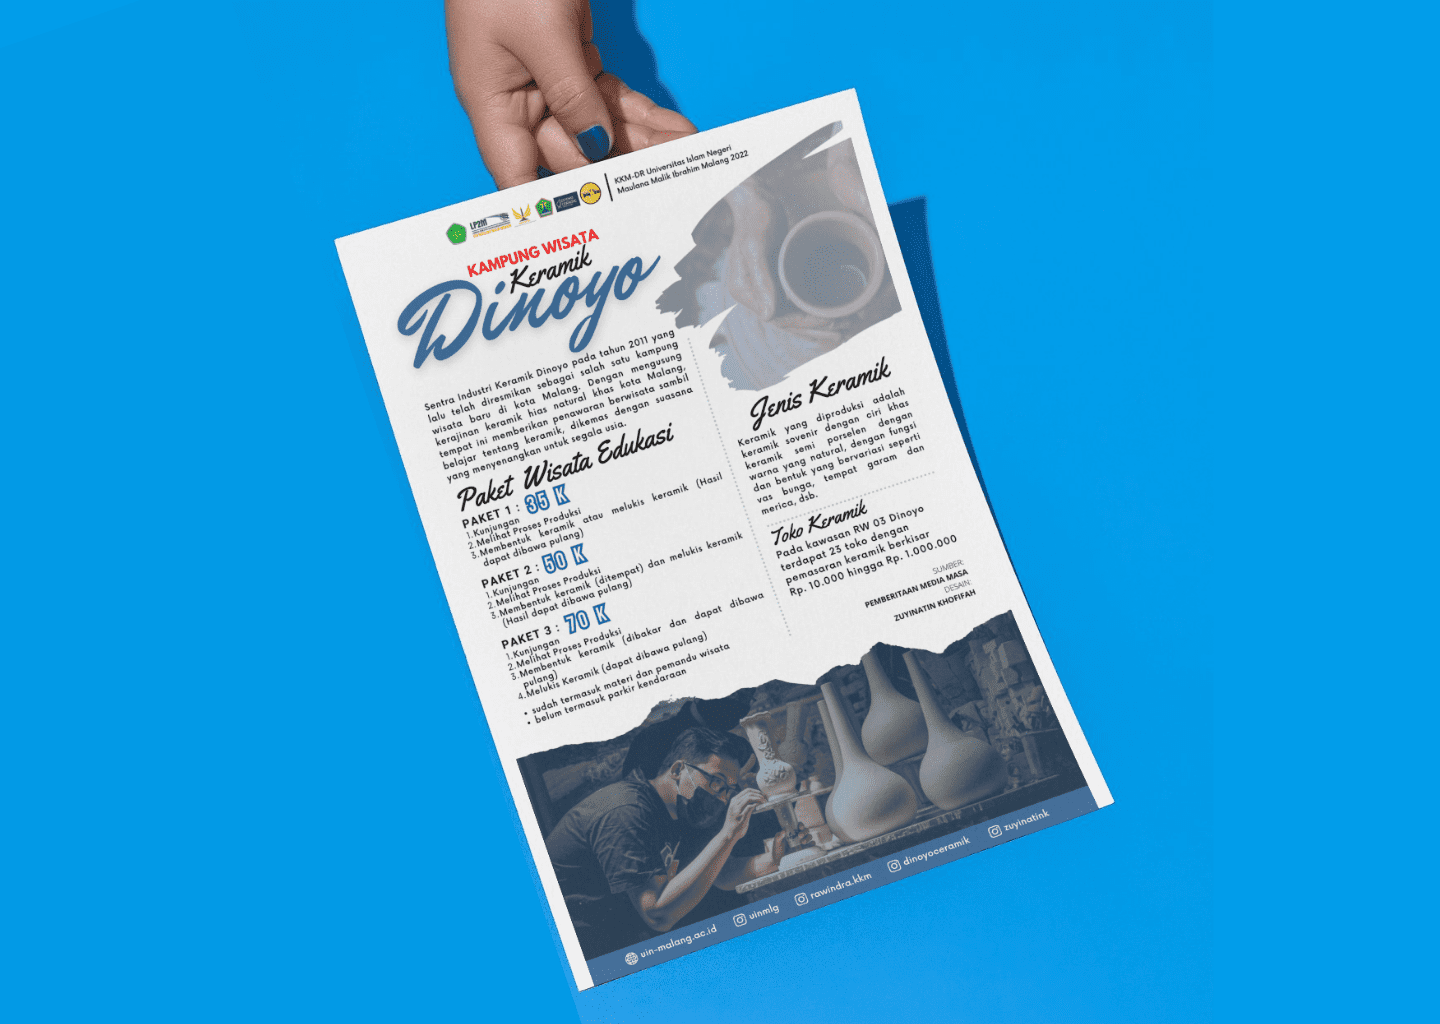 LP2M
KKM-DR Universitas Islam Negeri
Maulana Malik Ibrahim Malang 2022
KAMPUNG WISATA
Keramik
Dinoyo
Sentra Industri Keramik Dinoyo pada tahun 2011 yang
lalu telah diresmikan sebagai salah satu kampung
wisata baru di kota Malang. Dengan mengusung
kerajinan keramik hias natural khas kota Malang,
tempat ini memberikan penawaran berwisata sambil
belajar tentang keramik, dikemas dengan suasana
yang menyenangkan untuk segala usia.
Paket Wisata Edukasi
PAKET 1 : 35 K
1.Kunjungan
2.Melihat Proses Produksi
3.Membentuk keramik atau melukis keramik (Hasil
dapat dibawa pulang)
PAKET 2 : 50 K
1.Kunjungan
2.Melihat Proses Produksi
3.Membentuk keramik (ditempat) dan melukis keramik
(Hasil dapat dibawa pulang)
PAKET 3 : 70 K
1.Kunjungan
2.Melihat Proses Produksi
3.Membentuk keramik (dibakar dan dapat dibawa
pulang)
4.Melukis Keramik (dapat dibawa pulang)
• sudah termasuk materi dan pemandu wisata
• belum termasuk parkir kendaraan
Jenis Keramik
Keramik yang diproduksi adalah
keramik sovenir dengan ciri khas
keramik semi porselen dengan
warna yang natural, dengan fungsi
dan bentuk yang bervariasi seperti
vas bunga, tempat garam dan
merica, dsb.
Toko Keramik
Pada kawasan RW 03 Dinoyo
terdapat 23 toko dengan
pemasaran keramik berkisar
Rp. 10.000 hingga Rp. 1.000.000
SUMBER:
PEMBERITAAN MEDIA MASA
DESAIN:
ZUYINATIN KHOFIFAH
uin-malang.ac.id
uinmlg
rawindra.kkm
dinoyoceramik
zuyinatink